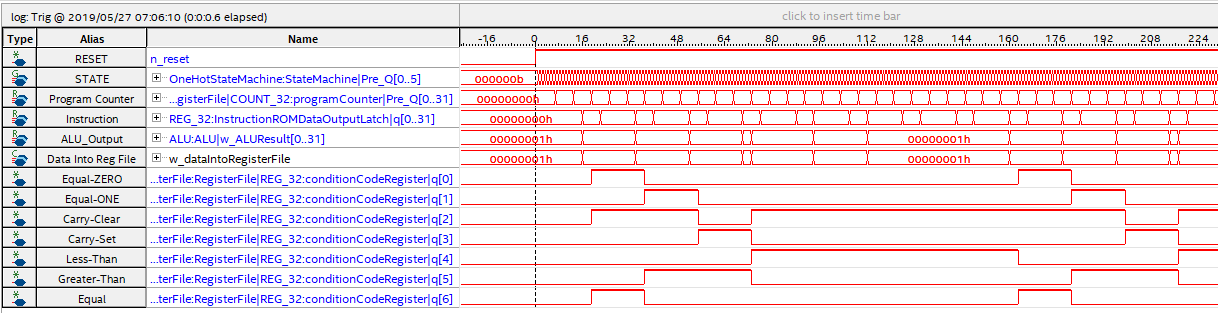 log: Trig @ 2019/05/27 07:06:10 (0:0:0.6 elapsed) click to insert time bar
Type Alias Name -16 0 16 32 48 64 80 96 112 128 144 160 176 192 208 224
RESET n_reset
STATE OneHotStateMachine:StateMachine|Pre_Q[0..5] 000000b
Program Counter ...gisterFile|COUNT_32:programCounter|Pre_Q[0..31] 00000000h
Instruction REG_32:InstructionROMDataOutputLatch|q[0..31] 00000000h
ALU_Output ALU:ALU|w_ALUResult[0..31] 00000001h 00000001h
Data Into Reg File w_dataIntoRegisterFile 00000001h 00000001h
Equal-ZERO ...terFile:RegisterFile|REG_32:conditionCodeRegister|q[0]
Equal-ONE ...terFile:RegisterFile|REG_32:conditionCodeRegister|q[1]
Carry-Clear ...terFile:RegisterFile|REG_32:conditionCodeRegister|q[2]
Carry-Set ...terFile:RegisterFile|REG_32:conditionCodeRegister|q[3]
Less-Than ...terFile:RegisterFile|REG_32:conditionCodeRegister|q[4]
Greater-Than ...terFile:RegisterFile|REG_32:conditionCodeRegister|q[5]
Equal ...terFile:RegisterFile|REG_32:conditionCodeRegister|q[6]